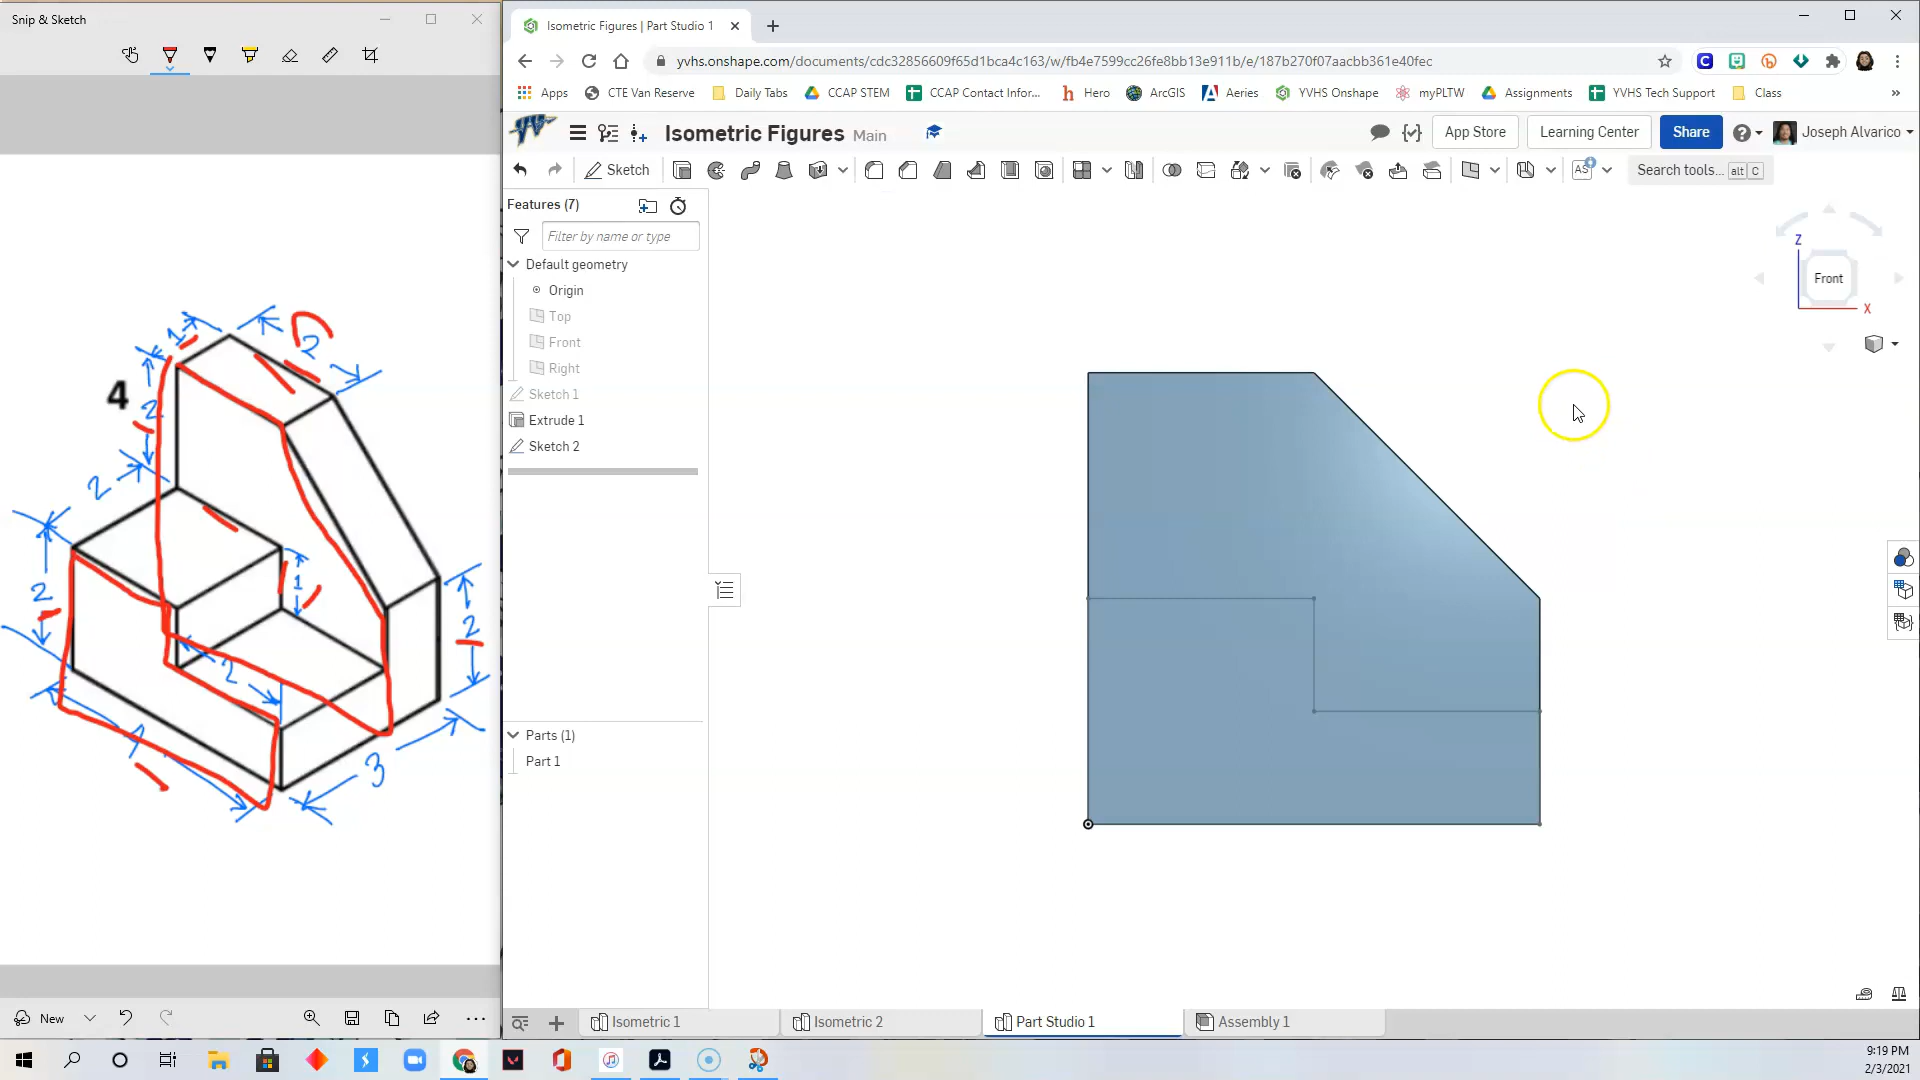 Snip & Sketch
4
1
2
2
2
2
1
2
2
4
3
New
Isometric Figures | Part Studio 1
yvhs.onshape.com/documents/cdc32856609f65d1bca4c163/w/fb4e7599cc26fe8bb13e911b/e/187b270f07aacbb361e40fec
Apps CTE Van Reserve Daily Tabs CCAP STEM CCAP Contact Infor... Hero ArcGIS Aeries YVHS Onshape myPLTW Assignments YVHS Tech Support Class »
Isometric Figures Main App Store Learning Center Share Joseph Alvarico
Sketch AS Search tools... alt C
Features (7)
Filter by name or type
Default geometry
Origin
Top
Front
Right
Sketch 1
Extrude 1
Sketch 2
Parts (1)
Part 1
Z
Front
X
Isometric 1 Isometric 2 Part Studio 1 Assembly 1
9:19 PM
2/3/2021